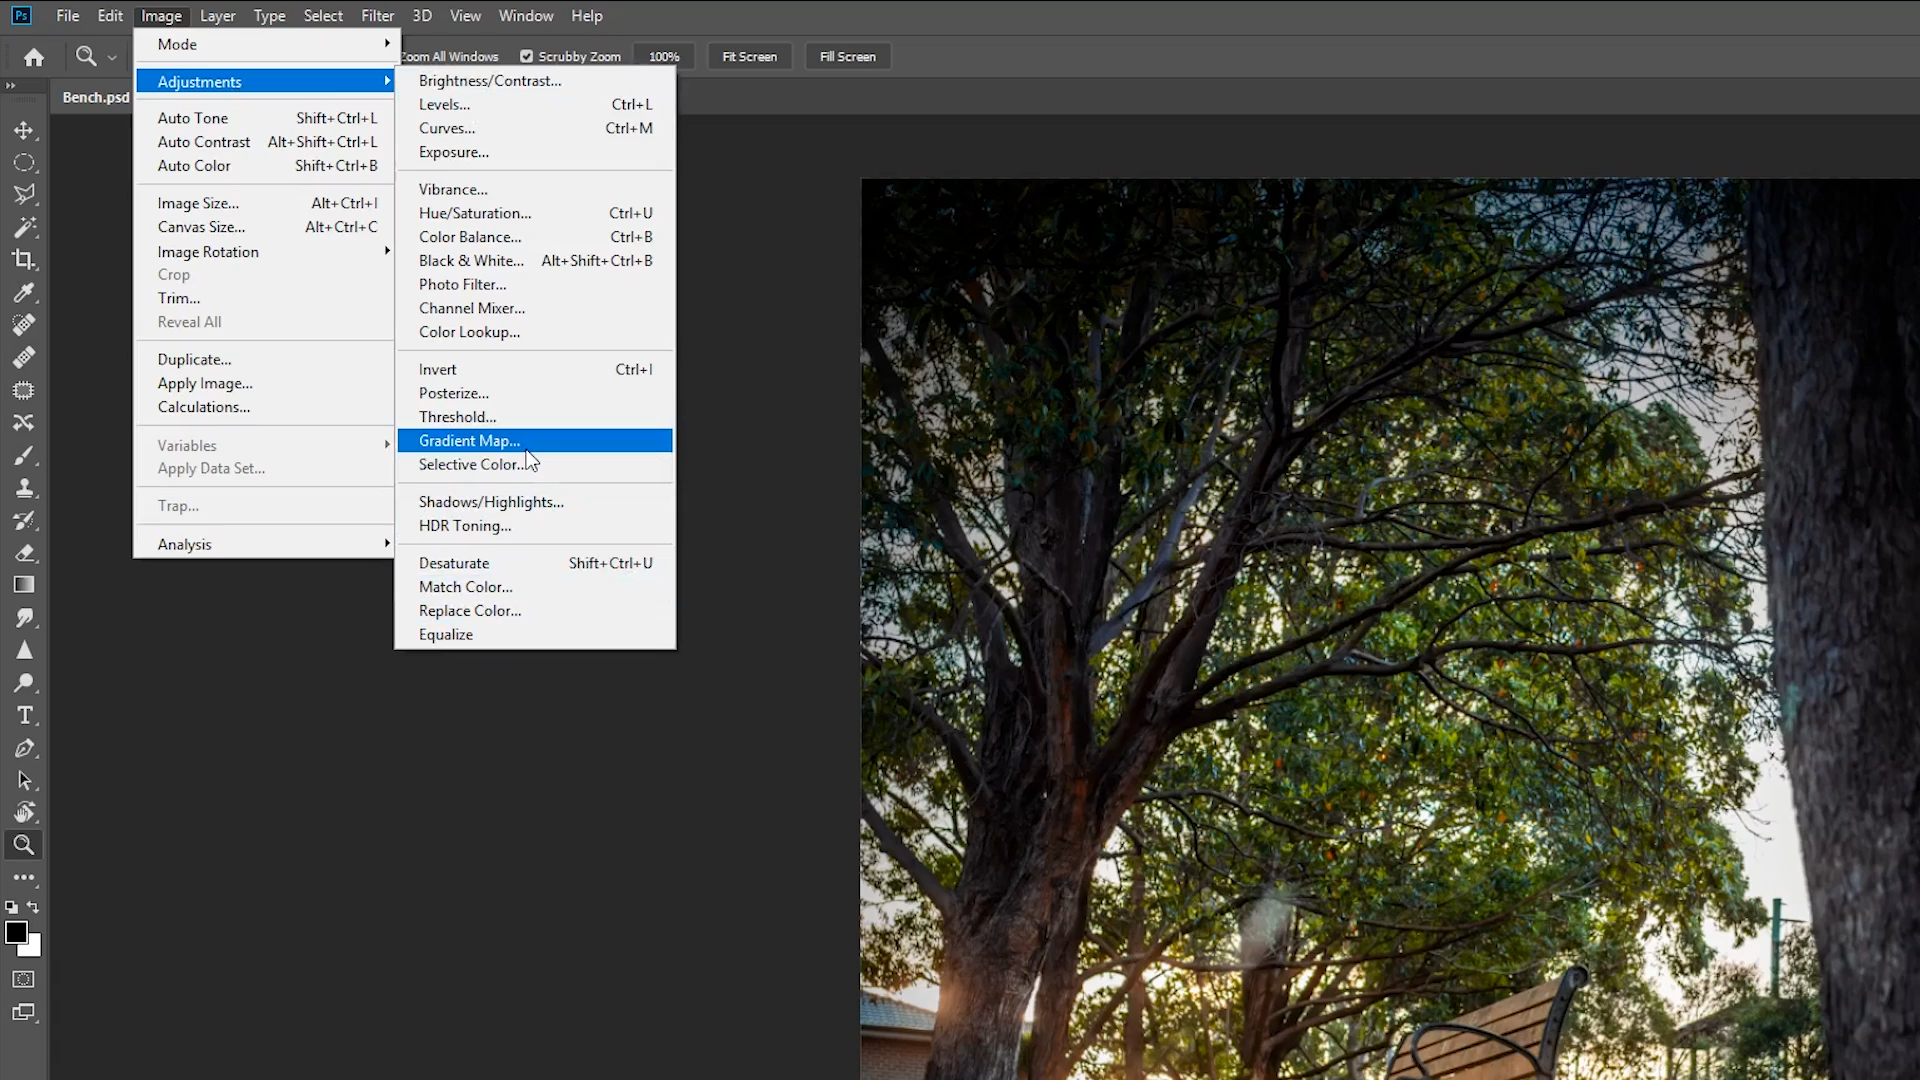 Ps File Edit Image Layer Type Select Filter 3D View Window Help
Zoom All Windows Scrubby Zoom 100% Fit Screen Fill Screen
Bench.psd
Mode
Adjustments
Auto Tone Shift+Ctrl+L
Auto Contrast Alt+Shift+Ctrl+L
Auto Color Shift+Ctrl+B
Image Size... Alt+Ctrl+I
Canvas Size... Alt+Ctrl+C
Image Rotation
Crop
Trim...
Reveal All
Duplicate...
Apply Image...
Calculations...
Variables
Apply Data Set...
Trap...
Analysis
Brightness/Contrast...
Levels... Ctrl+L
Curves... Ctrl+M
Exposure...
Vibrance...
Hue/Saturation... Ctrl+U
Color Balance... Ctrl+B
Black & White... Alt+Shift+Ctrl+B
Photo Filter...
Channel Mixer...
Color Lookup...
Invert Ctrl+I
Posterize...
Threshold...
Gradient Map...
Selective Color...
Shadows/Highlights...
HDR Toning...
Desaturate Shift+Ctrl+U
Match Color...
Replace Color...
Equalize